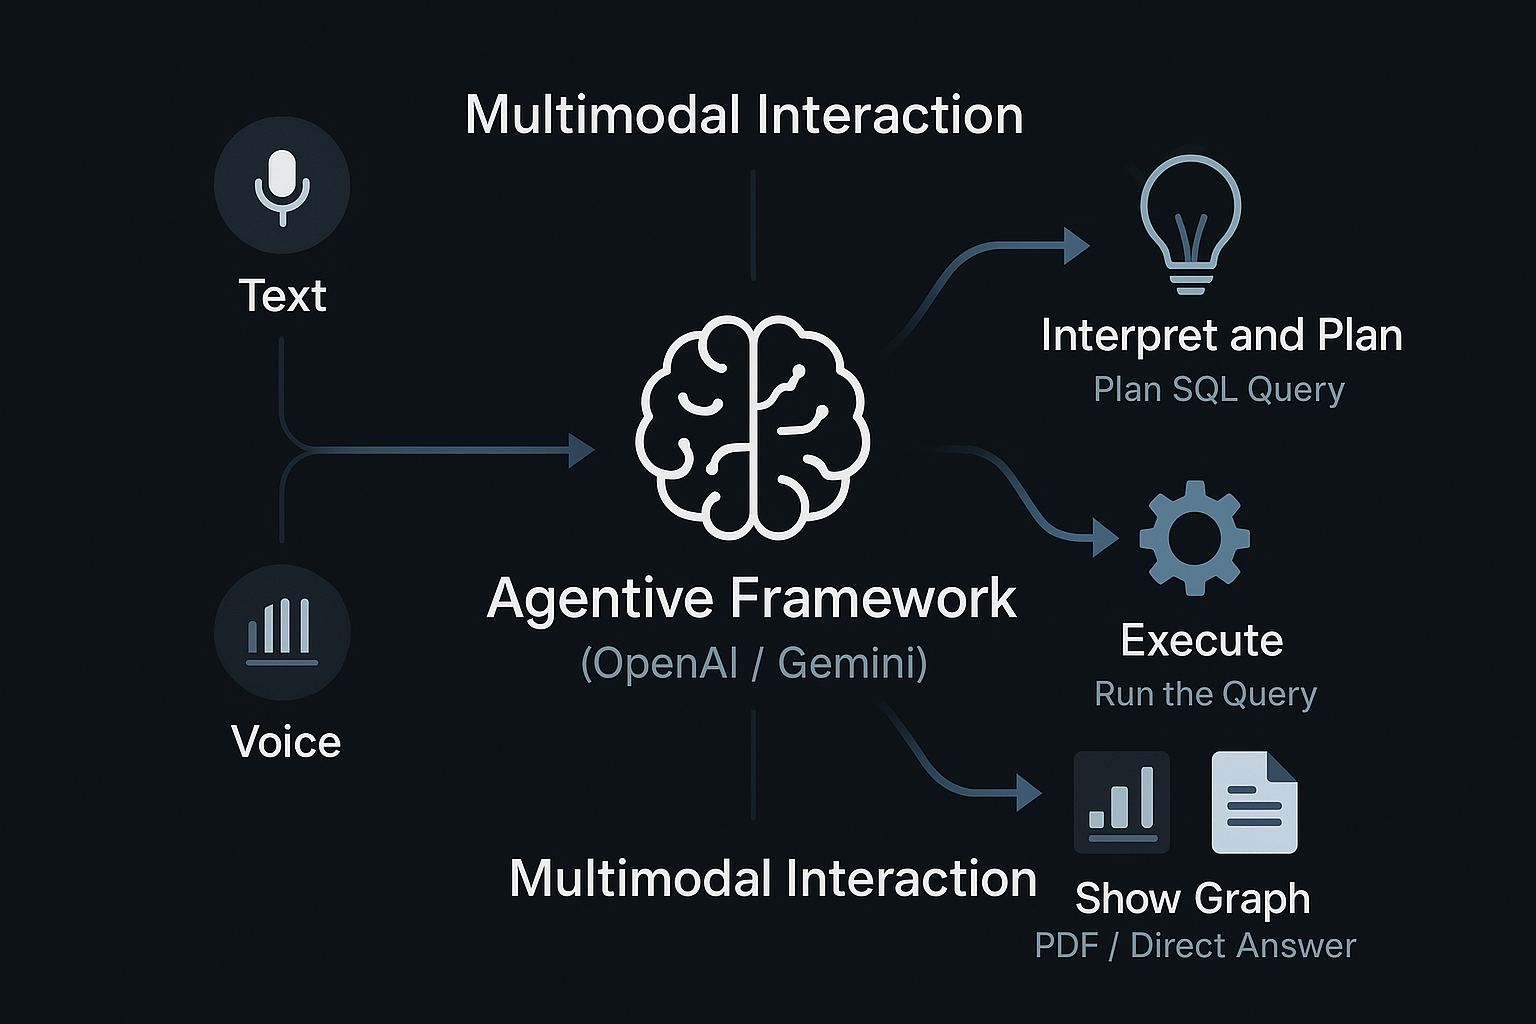 Multimodal Interaction
Text
Voice
Agentive Framework
(OpenAI / Gemini)
Multimodal Interaction
Interpret and Plan
Plan SQL Query
Execute
Run the Query
Show Graph
PDF / Direct Answer